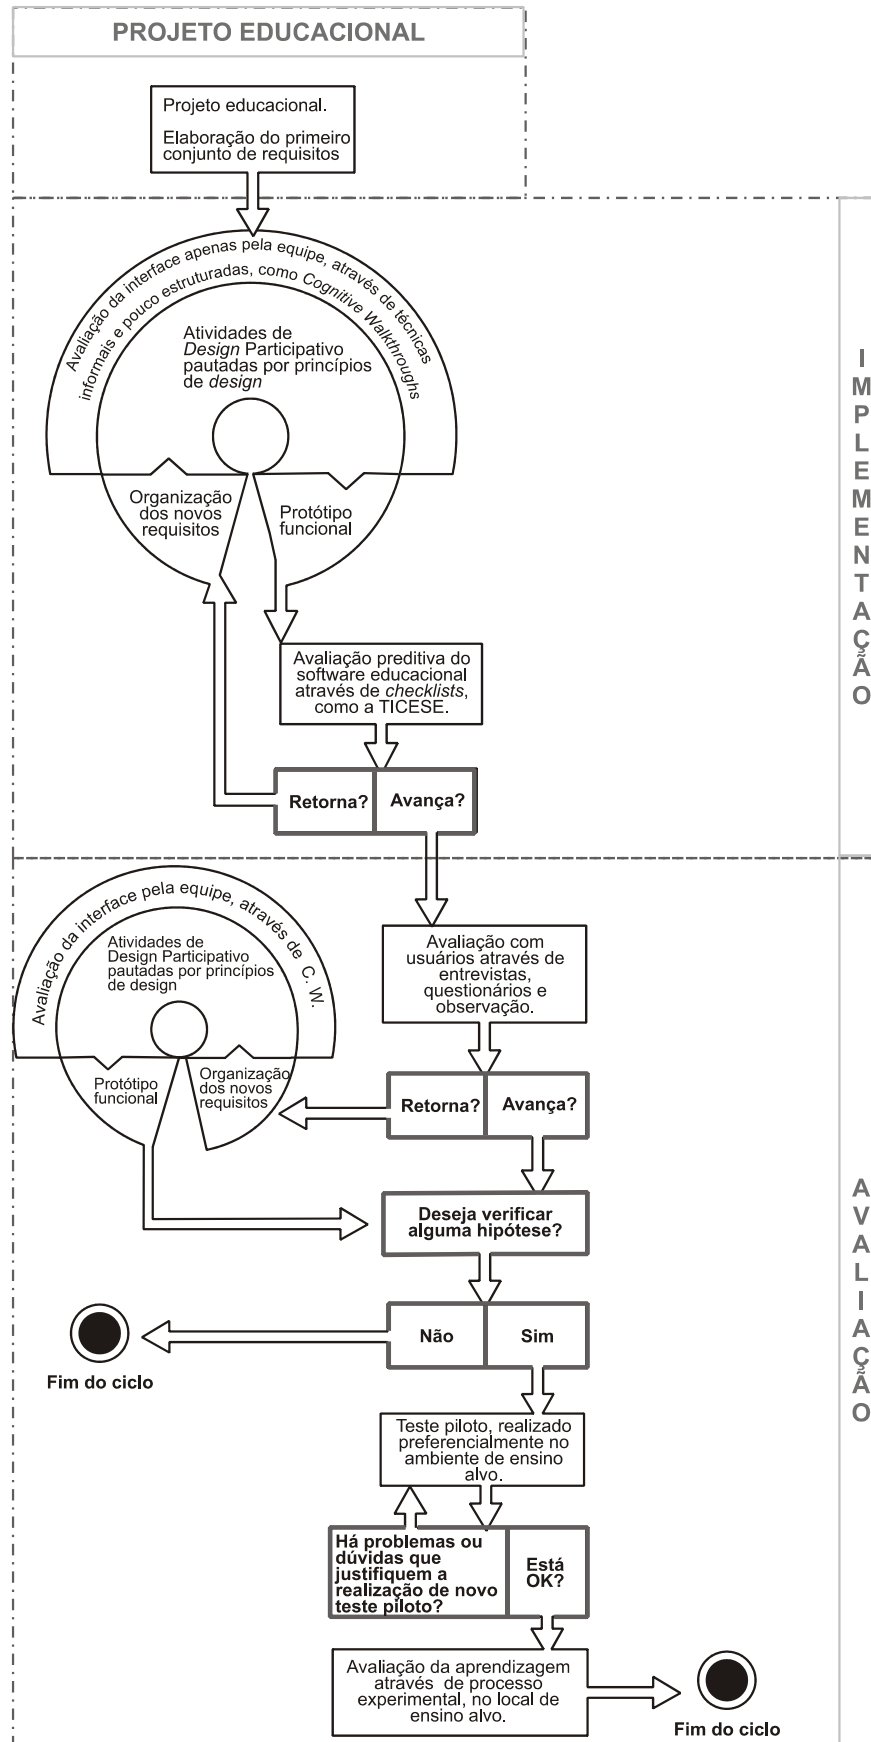 PROJETO EDUCACIONAL
Projeto educacional.
Elaboração do primeiro
conjunto de requisitos
Avaliação da interface apenas pela equipe, através de técnicas
informais e pouco estruturadas, como Cognitive Walkthroughs
Atividades de
Design Participativo
pautadas por princípios
de design
Organização
dos novos
requisitos
Protótipo
funcional
Avaliação preditiva do
software educacional
através de checklists,
como a TICESE.
Retorna?
Avança?
IMPLEMENTAÇÃO
Avaliação da interface pela equipe, através de C. W.
Atividades de
Design Participativo
pautadas por princípios
de design
Protótipo
funcional
Organização
dos novos
requisitos
Avaliação com
usuários através de
entrevistas,
questionários e
observação.
Retorna?
Avança?
Deseja verificar
alguma hipótese?
Não
Sim
Fim do ciclo
Teste piloto, realizado
preferencialmente no
ambiente de ensino
alvo.
Há problemas ou
dúvidas que
justifiquem a
realização de novo
teste piloto?
Está
OK?
Avaliação da aprendizagem
através de processo
experimental, no local de
ensino alvo.
Fim do ciclo
AVALIAÇÃO